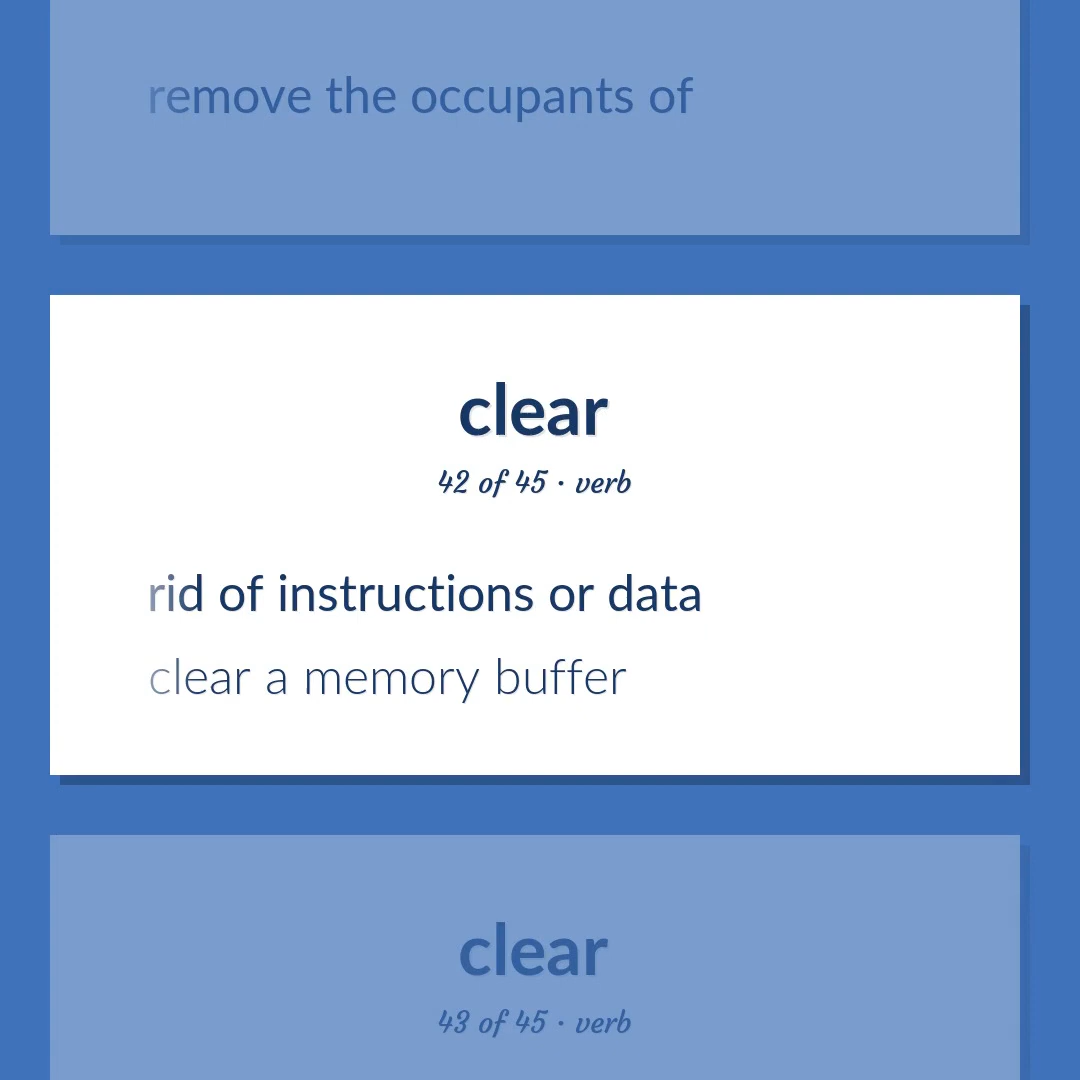 remove the occupants of
clear
42 of 45 · verb
rid of instructions or data
clear a memory buffer
clear
43 of 45 · verb